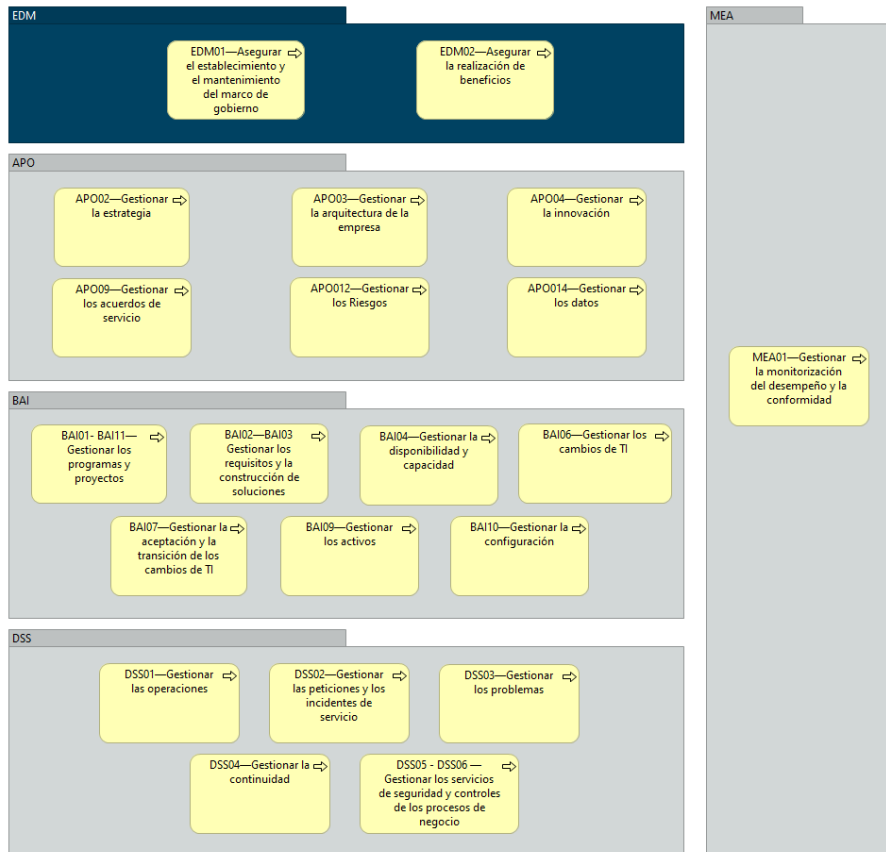 EDM
EDM01—Asegurar
el establecimiento y
el mantenimiento
del marco de
gobierno
EDM02—Asegurar
la realización de
beneficios
APO
APO02—Gestionar
la estrategia
APO03—Gestionar
la arquitectura de la
empresa
APO04—Gestionar
la innovación
APO09—Gestionar
los acuerdos de
servicio
APO012—Gestionar
los Riesgos
APO014—Gestionar
los datos
BAI
BAI01- BAI11—
Gestionar los
programas y
proyectos
BAI02—BAI03
Gestionar los
requisitos y la
construcción de
soluciones
BAI04—Gestionar la
disponibilidad y
capacidad
BAI06—Gestionar los
cambios de TI
BAI07—Gestionar la
aceptación y la
transición de los
cambios de TI
BAI09—Gestionar
los activos
BAI10—Gestionar la
configuración
DSS
DSS01—Gestionar
las operaciones
DSS02—Gestionar
las peticiones y los
incidentes de
servicio
DSS03—Gestionar
los problemas
DSS04—Gestionar la
continuidad
DSS05 - DSS06 —
Gestionar los servicios
de seguridad y controles
de los procesos de
negocio
MEA
MEA01—Gestionar
la monitorización
del desempeño y la
conformidad